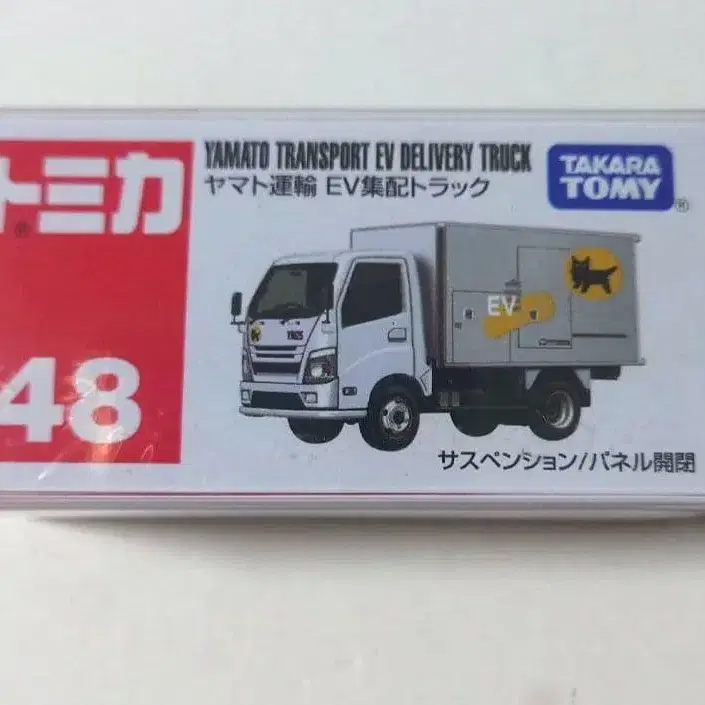 トミカ
48
YAMATO TRANSPORT EV DELIVERY TRUCK
ヤマト運輸 EV集配トラック
TAKARA
TOMY
EV
サスペンション/パネル開閉